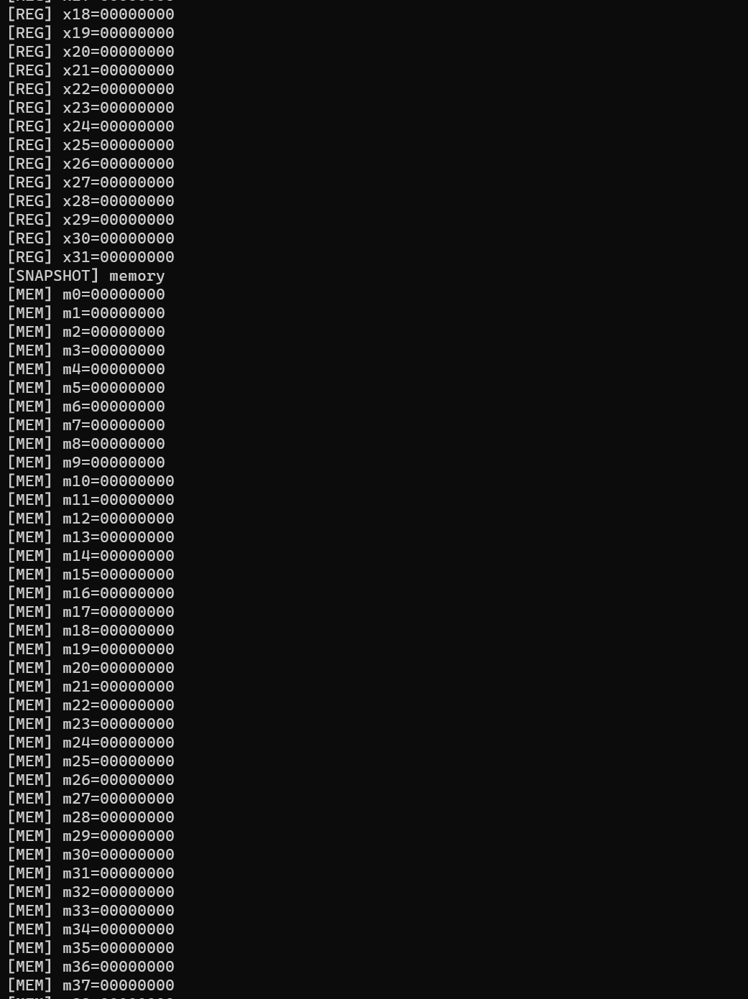 [REG] x18=00000000
[REG] x19=00000000
[REG] x20=00000000
[REG] x21=00000000
[REG] x22=00000000
[REG] x23=00000000
[REG] x24=00000000
[REG] x25=00000000
[REG] x26=00000000
[REG] x27=00000000
[REG] x28=00000000
[REG] x29=00000000
[REG] x30=00000000
[REG] x31=00000000
[SNAPSHOT] memory
[MEM] m0=00000000
[MEM] m1=00000000
[MEM] m2=00000000
[MEM] m3=00000000
[MEM] m4=00000000
[MEM] m5=00000000
[MEM] m6=00000000
[MEM] m7=00000000
[MEM] m8=00000000
[MEM] m9=00000000
[MEM] m10=00000000
[MEM] m11=00000000
[MEM] m12=00000000
[MEM] m13=00000000
[MEM] m14=00000000
[MEM] m15=00000000
[MEM] m16=00000000
[MEM] m17=00000000
[MEM] m18=00000000
[MEM] m19=00000000
[MEM] m20=00000000
[MEM] m21=00000000
[MEM] m22=00000000
[MEM] m23=00000000
[MEM] m24=00000000
[MEM] m25=00000000
[MEM] m26=00000000
[MEM] m27=00000000
[MEM] m28=00000000
[MEM] m29=00000000
[MEM] m30=00000000
[MEM] m31=00000000
[MEM] m32=00000000
[MEM] m33=00000000
[MEM] m34=00000000
[MEM] m35=00000000
[MEM] m36=00000000
[MEM] m37=00000000